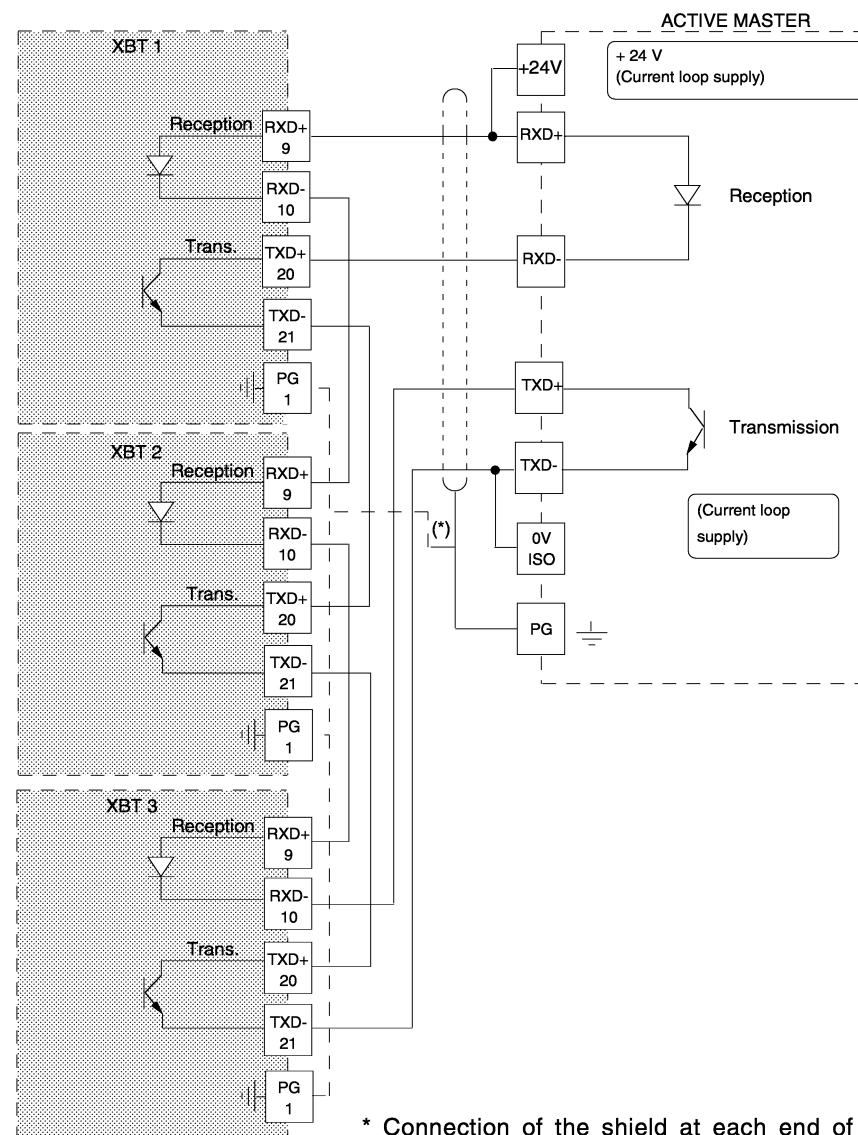 ACTIVE MASTER
XBT 1
+24V
+ 24 V
(Current loop supply)
Reception
RXD+
9
RXD+
RXD-
10
Reception
Trans.
TXD+
20
RXD-
TXD-
21
PG
1
TXD+
Transmission
XBT 2
Reception
RXD+
9
TXD-
RXD-
10
(*)
0V
ISO
(Current loop
supply)
Trans.
TXD+
20
PG
TXD-
21
PG
1
XBT 3
Reception
RXD+
9
RXD-
10
Trans.
TXD+
20
TXD-
21
PG
1
* Connection of the shield at each end of